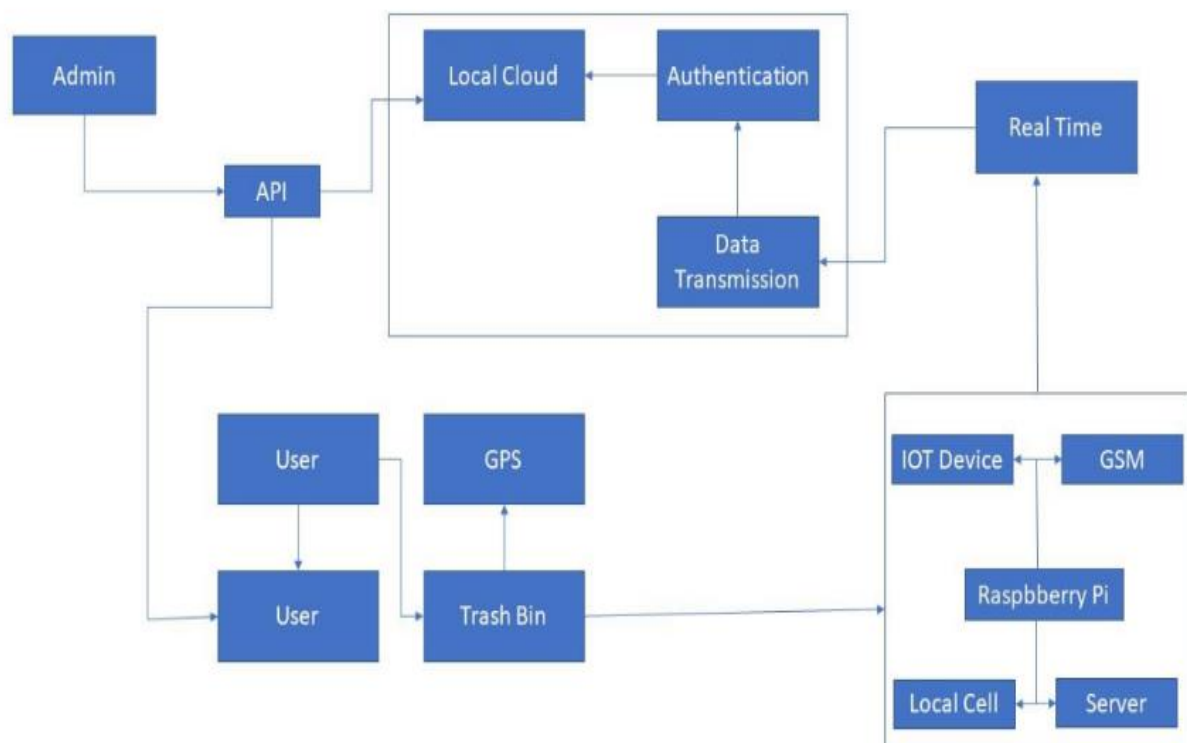 Admin
Local Cloud
Authentication
Real Time
API
Data
Transmission
User
GPS
IOT Device
GSM
User
Trash Bin
Raspbberry Pi
Local Cell
Server